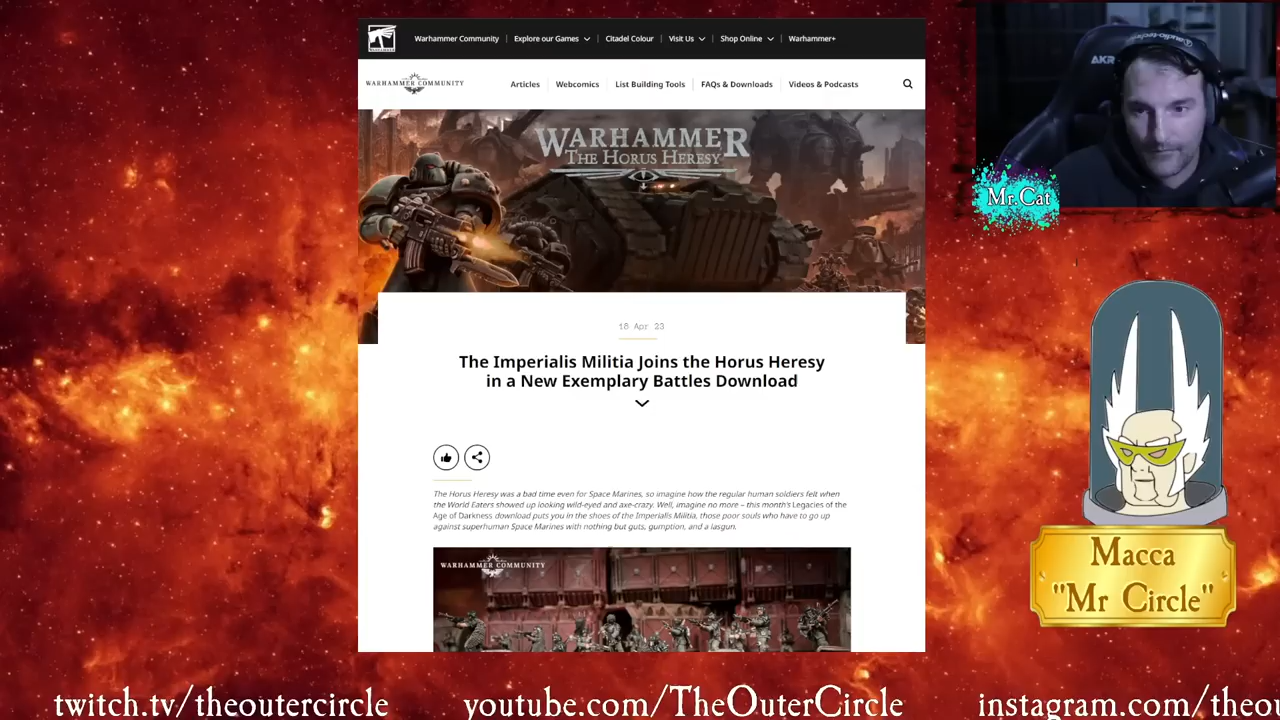 Warhammer Community
Explore our Games
Citadel Colour
Visit Us
Shop Online
Warhammer+
WARHAMMER COMMUNITY
Articles
Webcomics
List Building Tools
FAQs & Downloads
Videos & Podcasts
WARHAMMER
THE HORUS HERESY
18 Apr 23
The Imperialis Militia Joins the Horus Heresy
in a New Exemplary Battles Download
The Horus Heresy was a bad time even for Space Marines, so imagine how the regular human soldiers felt when
the World Eaters showed up looking wild-eyed and axe-crazy. Well, imagine no more – this month's Legacies of the
Age of Darkness download puts you in the shoes of the Imperialis Militia, those poor souls who have to go up
against superhuman Space Marines with nothing but guts, gumption, and a lasgun.
WARHAMMER COMMUNITY
AKR
Mr.Cat
Macca
"Mr Circle"
twitch.tv/theoutercircle
youtube.com/TheOuterCircle
instagram.com/theou